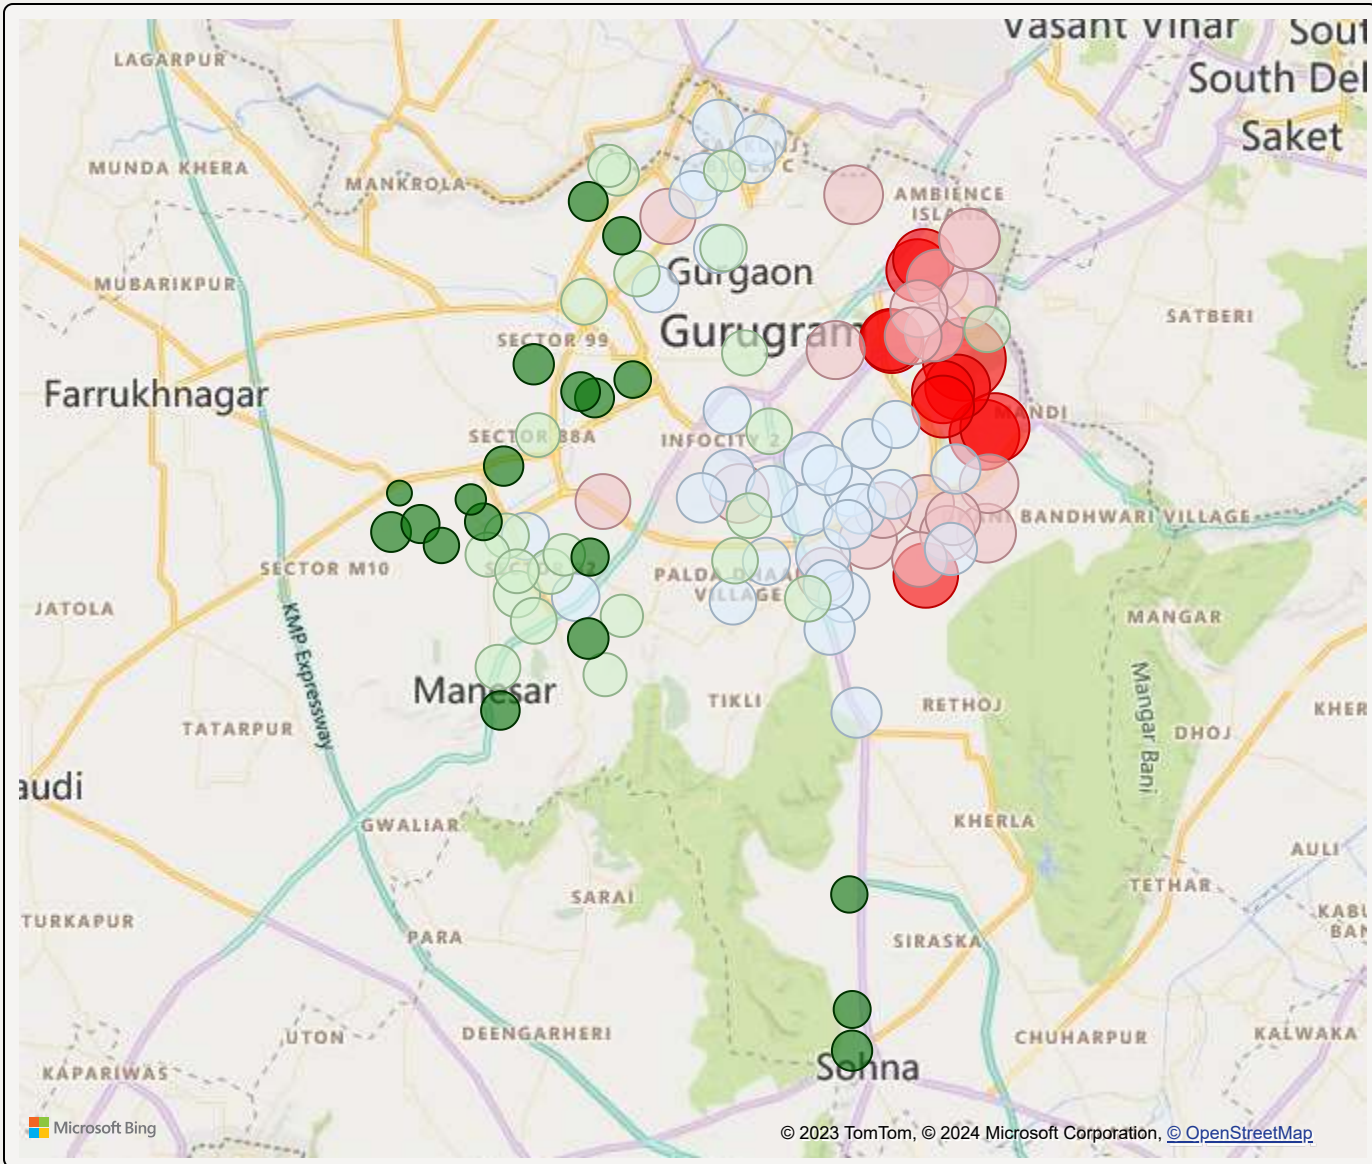 Vasant Vihar
Sout
LAGARPUR
South Del
Saket
MUNDA KHERA
MANKROLA
AMBIENCE
ISLAND
Gurgaon
MUBARIKPUR
SATBERI
SECTOR 99
Gurugram
Farrukhnagar
MANDI
SECTOR 88A
INFOCITY 2
BANDHWARI VILLAGE
SECTOR M10
PALDA
VILLAGE
JATOLA
KMP Expressway
MANGAR
Manesar
TIKLI
RETHOJ
Mangar Bani
KHER
TATARPUR
DHOJ
audi
GWALIAR
KHERLA
AULI
SARAI
TETHAR
TURKAPUR
KABU
BAN
PARA
SIRASKA
UTON
DEENGARHERI
CHUHARPUR
KALWAKA
KAPARIWAS
Sohna
Microsoft Bing
© 2023 TomTom, © 2024 Microsoft Corporation, © OpenStreetMap